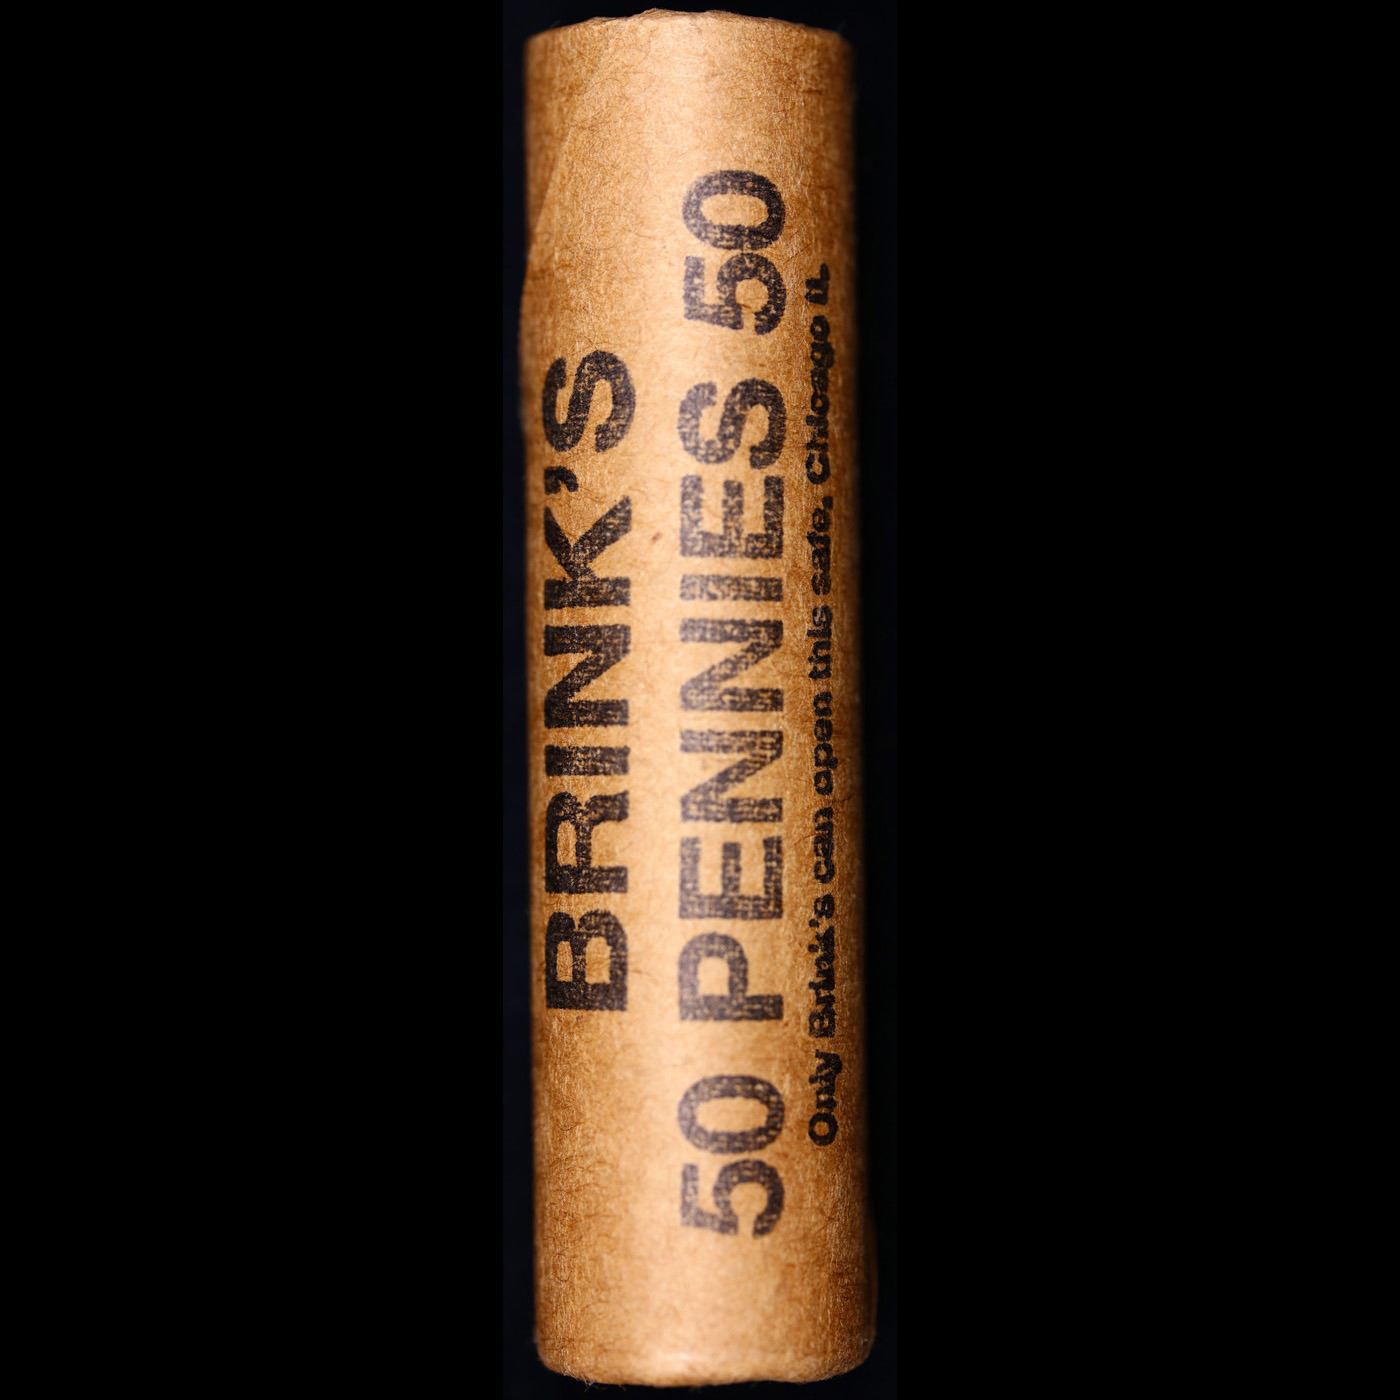 BRINK'S
50 PENNIES 50
Only Brink's can open this safe, Chicago IL